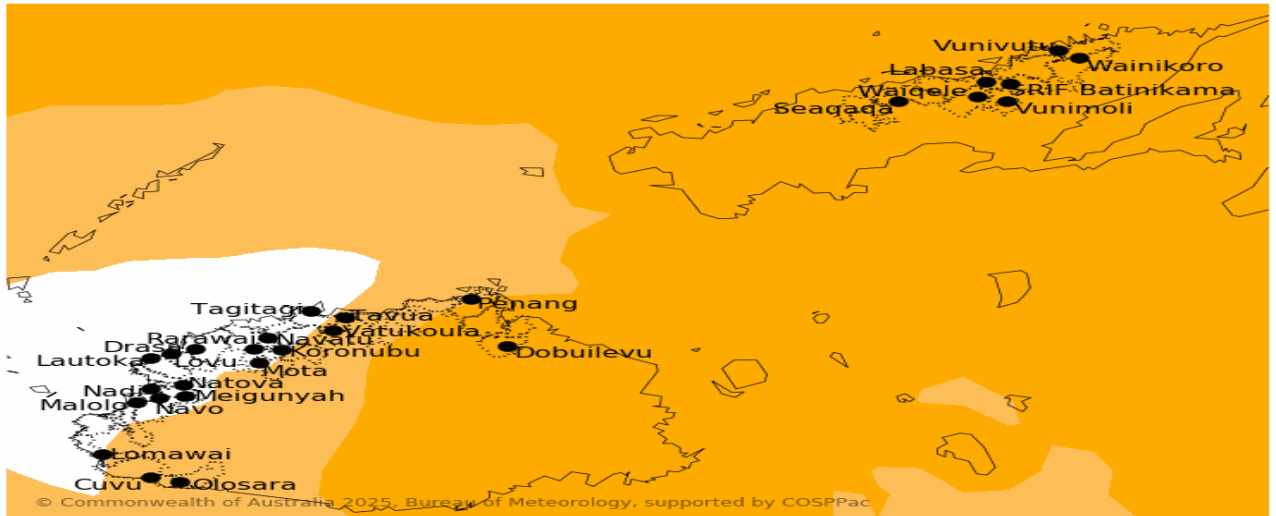 Vunivutu
Wainikoro
Labasa
SRIF Batinikama
Waiqele
Seaqaqa
Vunimoli
Tagitagi
Penang
Tavua
Vatukoula
Rarawai
Navatu
Drasa
Koronubu
Dobuilevu
Lautoka
Lovu
Mota
Natova
Nadi
Meigunyah
Malolo
Navo
Lomawai
Cuvu
Olosara
© Commonwealth of Australia 2025, Bureau of Meteorology, supported by COSPPac